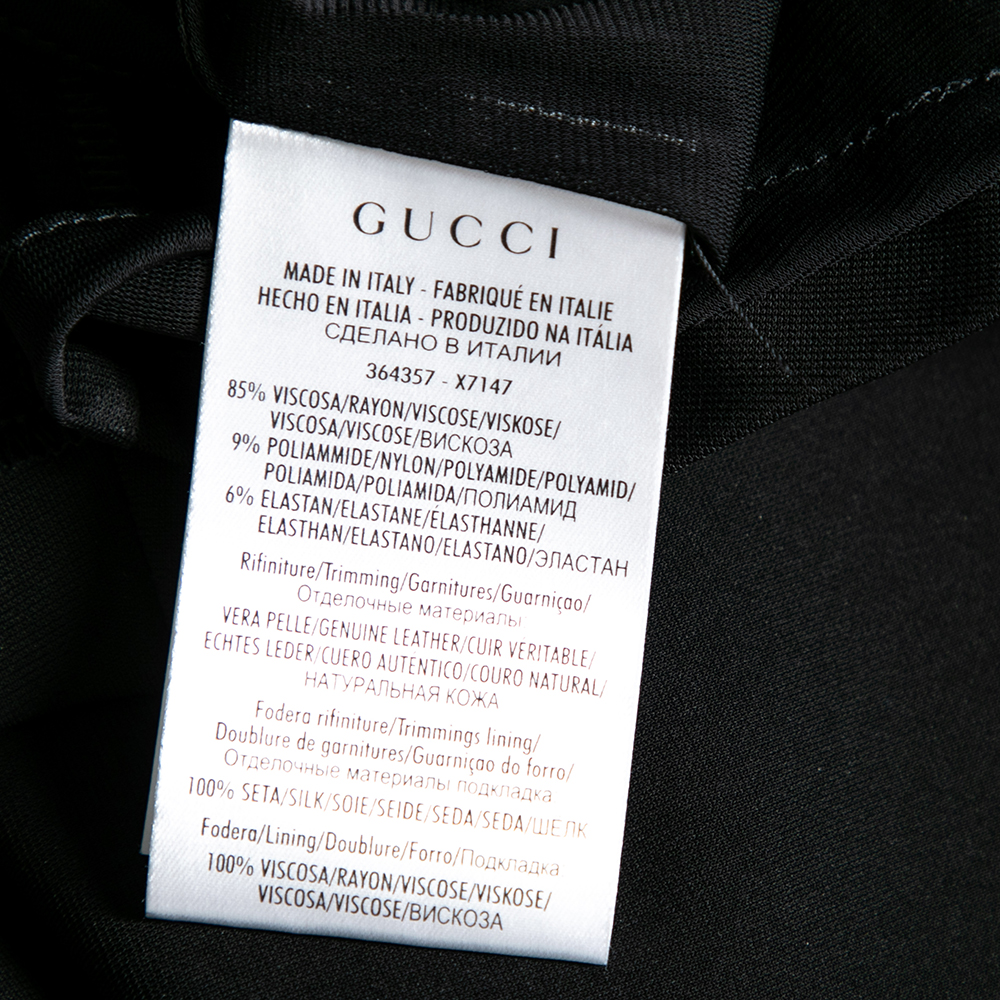 GUCCI
MADE IN ITALY - FABRIQUÉ EN ITALIE
HECHO EN ITALIA - PRODUZIDO NA ITÁLIA
СДЕЛАНО В ИТАЛИИ
364357 - X7147
85% VISCOSA/RAYON/VISCOSE/VISKOSE/
VISCOSA/VISCOSE/ВИСКОЗА
9% POLIAMMIDE/NYLON/POLYAMIDE/POLYAMID/
POLIAMIDA/POLIAMIDA/ПОЛИАМИД
6% ELASTAN/ELASTANE/ÉLASTHANNE/
ELASTHAN/ELASTANO/ELASTANO/ЭЛАСТАН
Rifiniture/Trimming/Garnitures/Guarniçao/
Отделочные материалы
VERA PELLE/GENUINE LEATHER/CUIR VÉRITABLE/
ECHTES LEDER/CUERO AUTÉNTICO/COURO NATURAL/
НАТУРАЛЬНАЯ КОЖА
Fodera rifiniture/Trimmings lining/
Doublure de garnitures/Guarniçao do forro/
Отделочные материалы подкладка
100% SETA/SILK/SOIE/SEIDE/SEDA/SEDA/ШЕЛК
Fodera/Lining/Doublure/Forro/Подкладка
100% VISCOSA/RAYON/VISCOSE/VISKOSE/
VISCOSA/VISCOSE/ВИСКОЗА